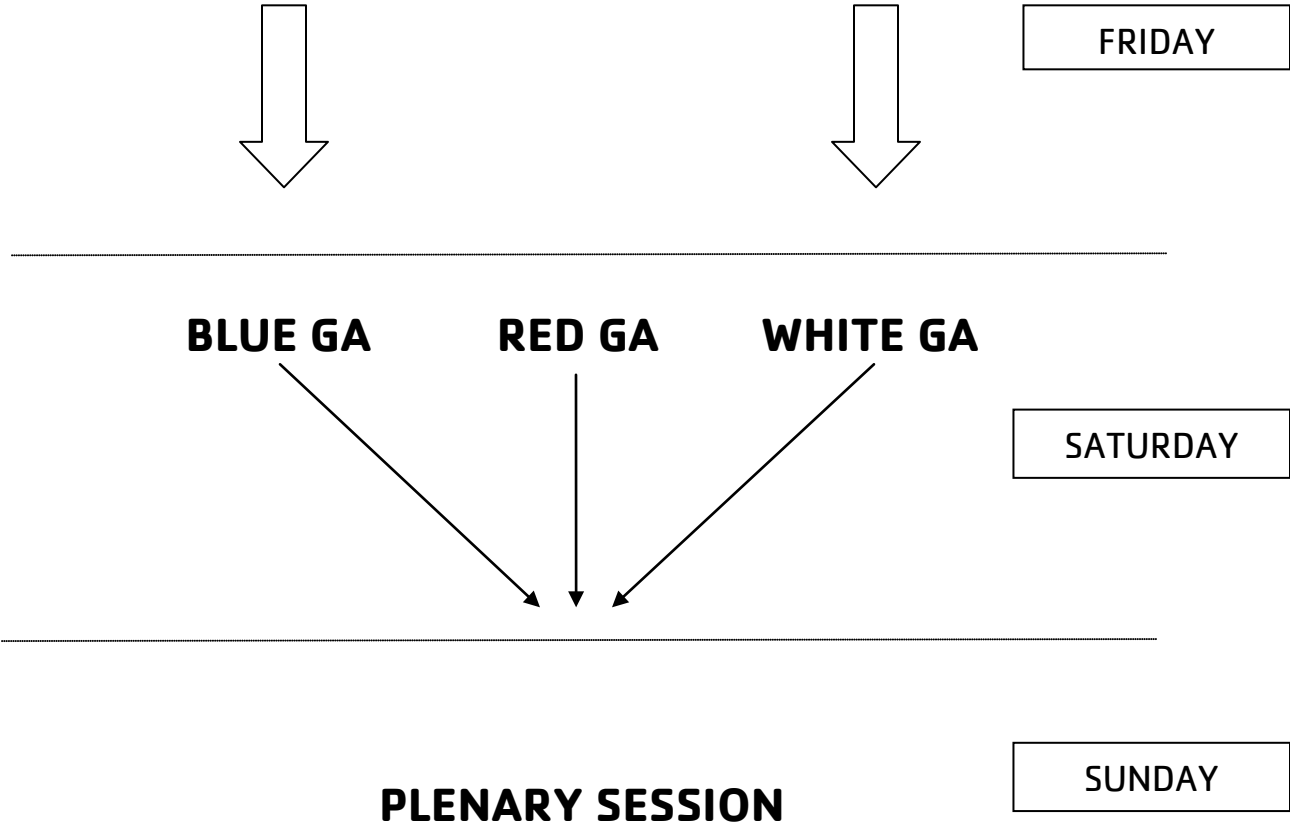 FRIDAY
BLUE GA RED GA WHITE GA
SATURDAY
SUNDAY
PLENARY SESSION